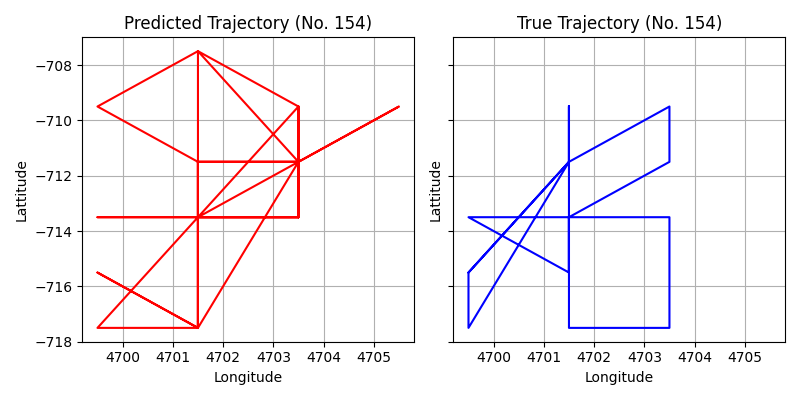 Predicted Trajectory (No. 154)
Lattitude
−708
−710
−712
−714
−716
−718
4700 4701 4702 4703 4704 4705
Longitude
True Trajectory (No. 154)
Lattitude
4700 4701 4702 4703 4704 4705
Longitude